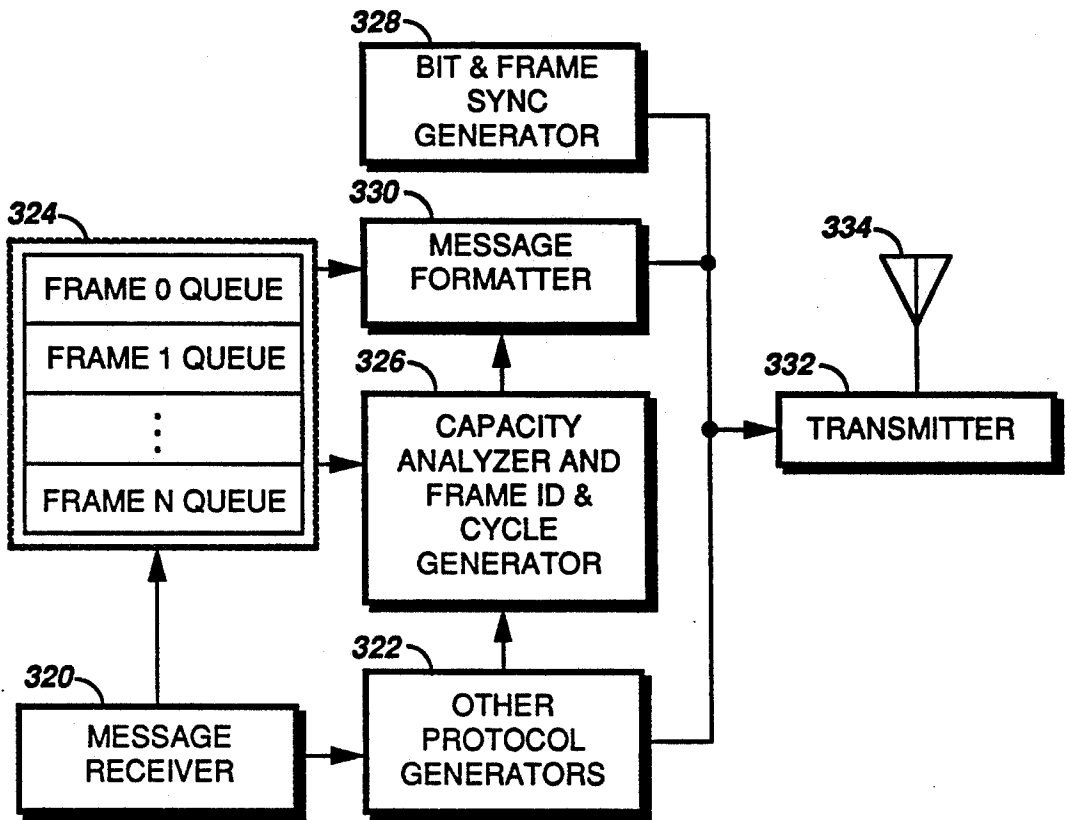 328
BIT & FRAME
SYNC
GENERATOR
330
MESSAGE
FORMATTER
324
FRAME 0 QUEUE
FRAME 1 QUEUE
FRAME N QUEUE
326
CAPACITY
ANALYZER AND
FRAME ID &
CYCLE
GENERATOR
334
332
TRANSMITTER
320
MESSAGE
RECEIVER
322
OTHER
PROTOCOL
GENERATORS